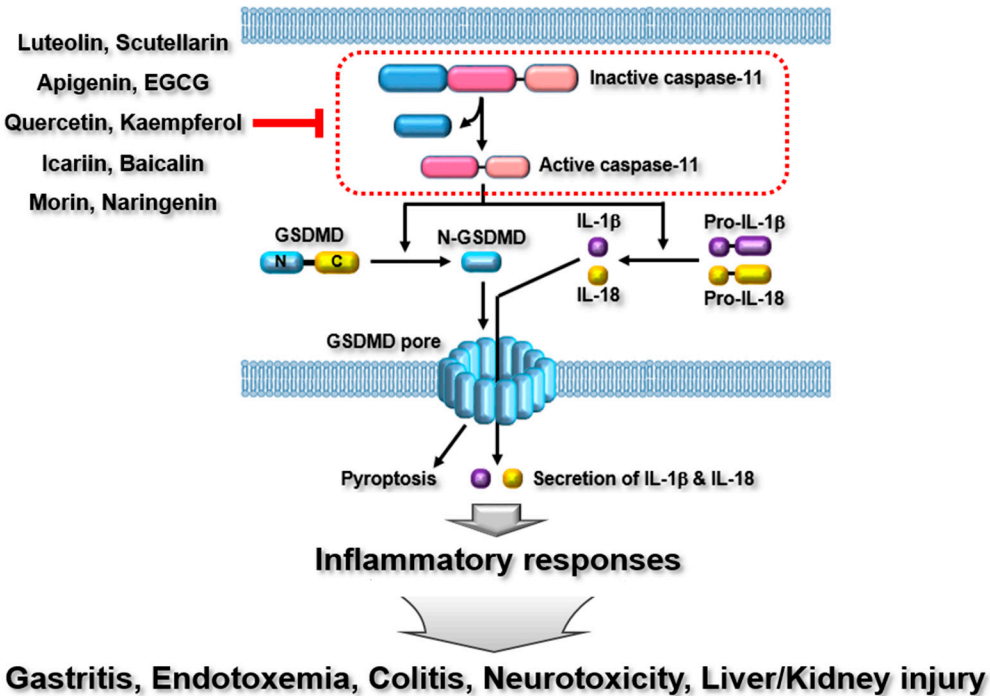 Luteolin, Scutellarin
Apigenin, EGCG
Quercetin, Kaempferol
Icariin, Baicalin
Morin, Naringenin
Inactive caspase-11
Active caspase-11
GSDMD
N
C
N-GSDMD
IL-1β
IL-18
Pro-IL-1β
Pro-IL-18
GSDMD pore
Pyroptosis
Secretion of IL-1β & IL-18
Inflammatory responses
Gastritis, Endotoxemia, Colitis, Neurotoxicity, Liver/Kidney injury